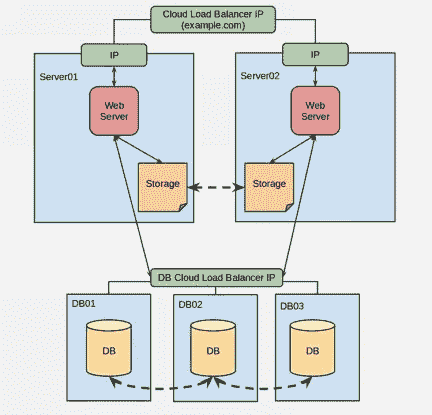 Cloud Load Balancer IP
(example.com)
IP
IP
Server01
Server02
Web
Server
Web
Server
Storage
Storage
DB Cloud Load Balancer IP
DB01
DB02
DB03
DB
DB
DB